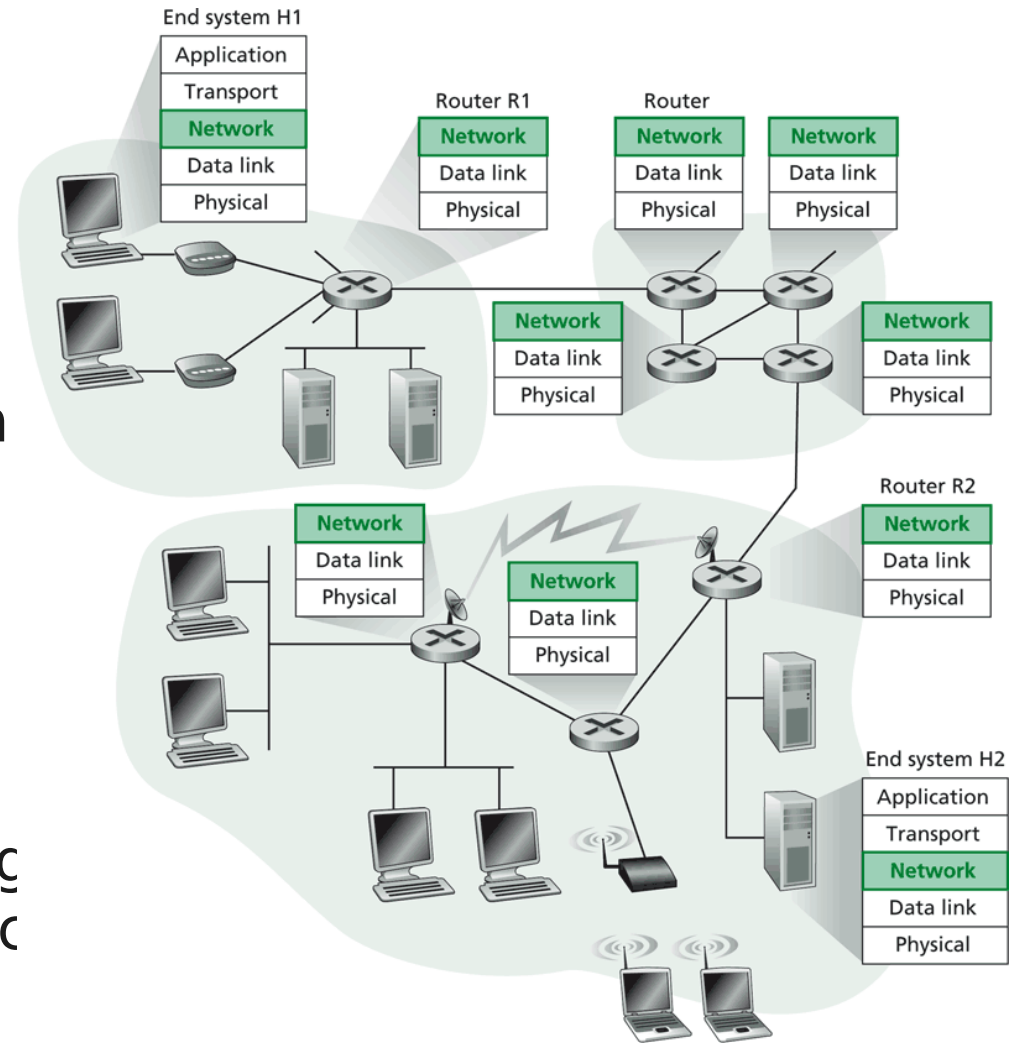 End system H1
Application
Transport
Network
Data link
Physical
Router R1
Network
Data link
Physical
Router
Network
Data link
Physical
Network
Data link
Physical
Network
Data link
Physical
Network
Data link
Physical
Router R2
Network
Data link
Physical
Network
Data link
Physical
Network
Data link
Physical
End system H2
Application
Transport
Network
Data link
Physical
g